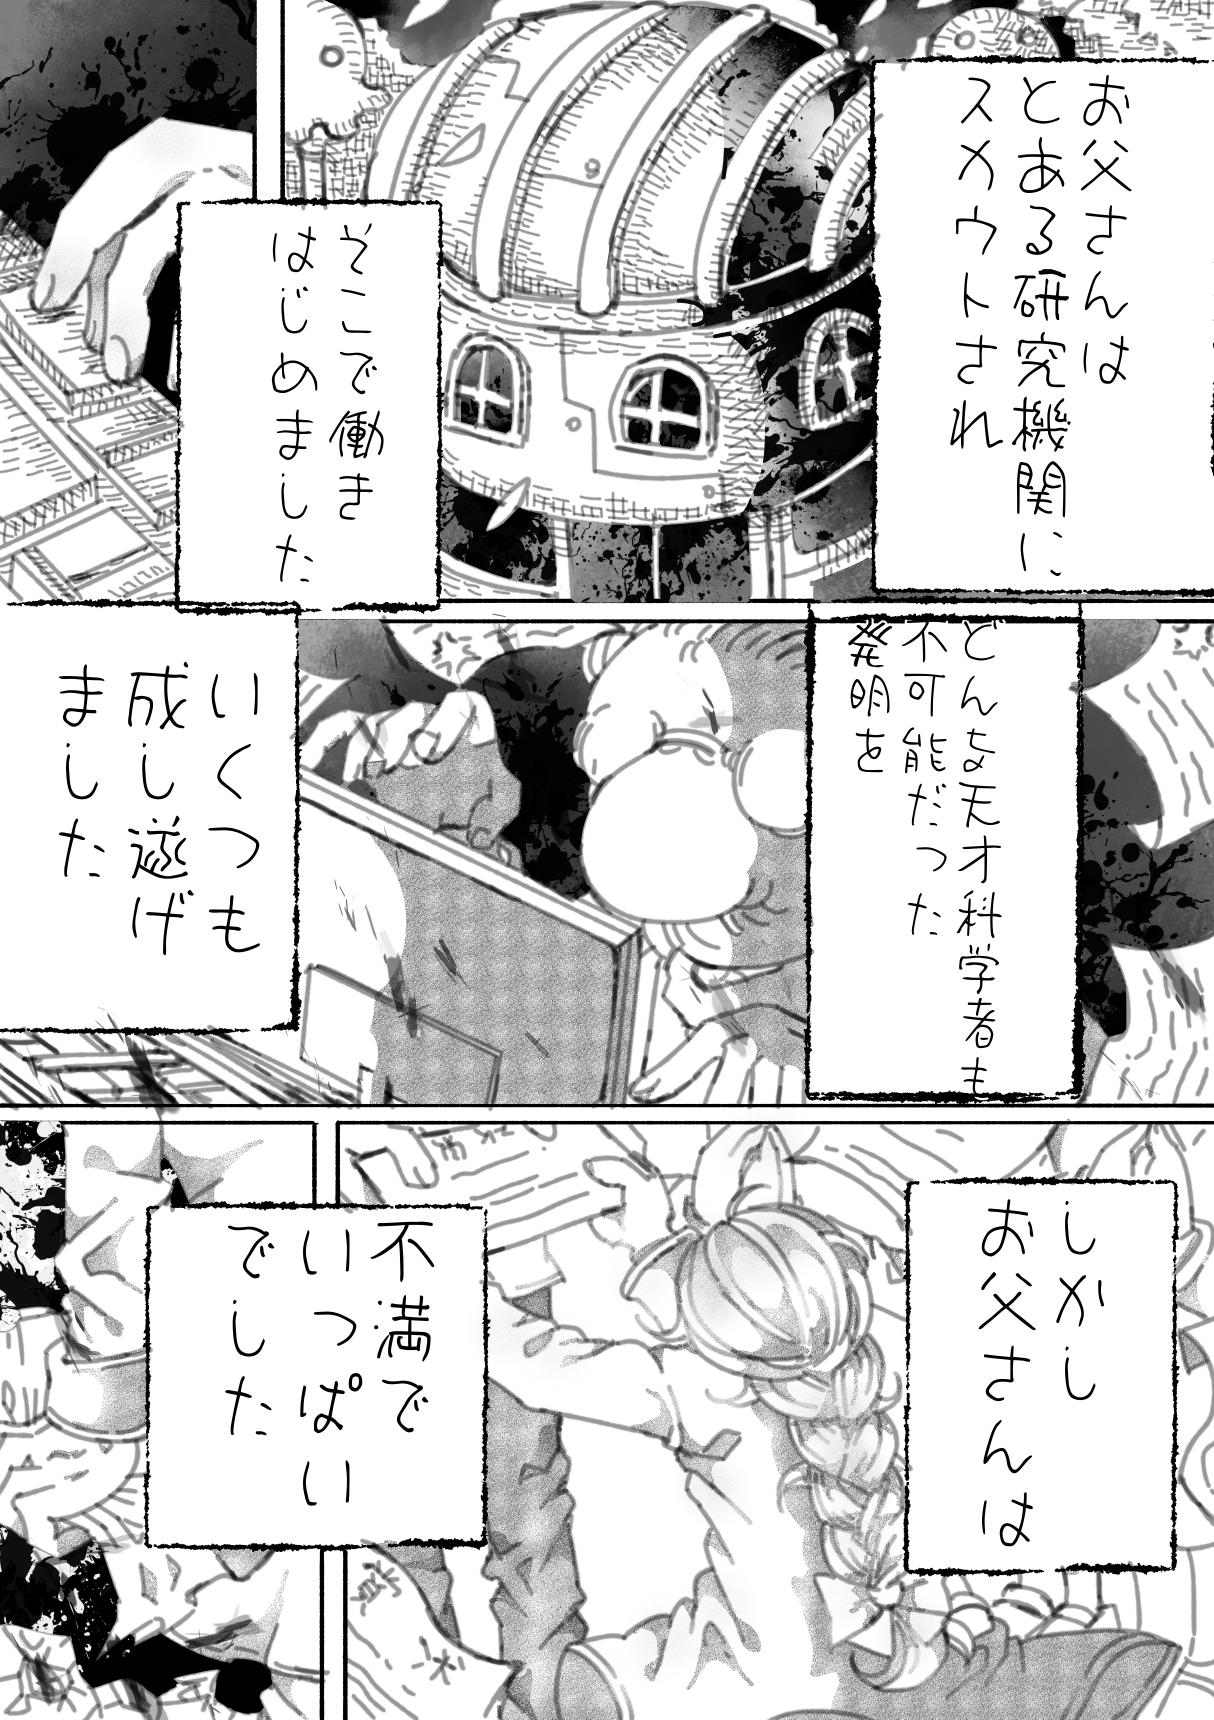 お父さんは
とある研究機関に
スカウトされ
そこで働き
はじめました
どんな天才科学者も
不可能だった
発明を
いくつも
成し遂げ
ました
しかし
お父さんは
不満で
いっぱい
でした